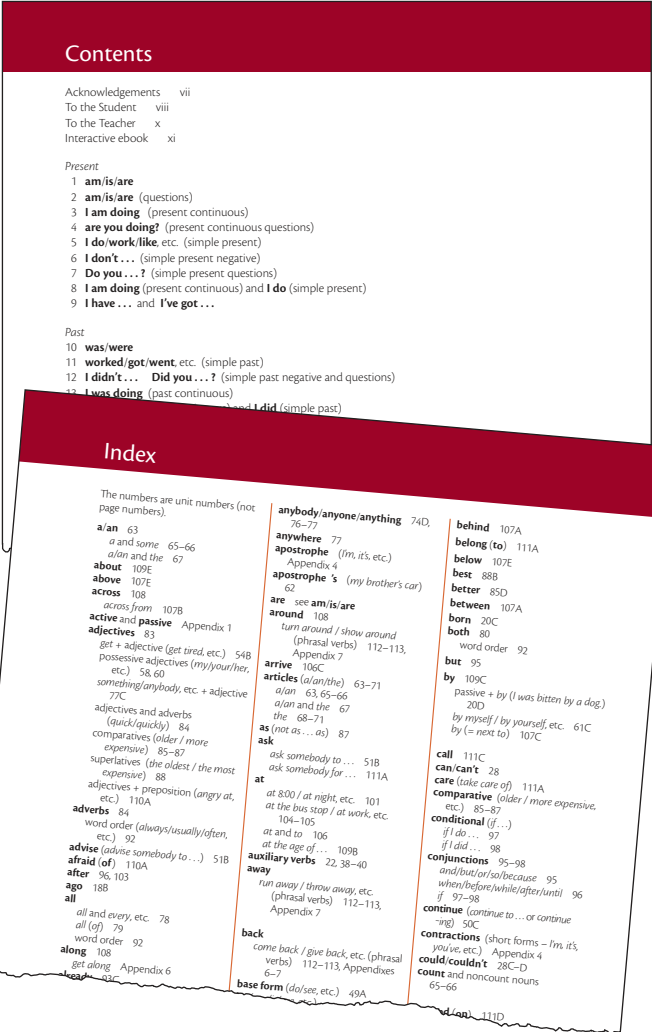 Contents
Acknowledgements vii
To the Student viii
To the Teacher x
Interactive ebook xi
Present
1 am/is/are
2 am/is/are (questions)
3 I am doing (present continuous)
4 are you doing? (present continuous questions)
5 I do/work/like, etc. (simple present)
6 I don't . . . (simple present negative)
7 Do you . . . ? (simple present questions)
8 I am doing (present continuous) and I do (simple present)
9 I have . . . and I've got . . .
Past
10 was/were
11 worked/got/went, etc. (simple past)
12 I didn't . . . Did you . . . ? (simple past negative and questions)
13 I was doing (past continuous)
and I did (simple past)
Index
The numbers are unit numbers (not
page numbers).
a/an 63
a and some 65–66
a/an and the 67
about 109E
above 107E
across 108
across from 107B
active and passive Appendix 1
adjectives 83
get + adjective (get tired, etc.) 54B
possessive adjectives (my/your/her,
etc.) 58, 60
something/anybody, etc. + adjective
77C
adjectives and adverbs
(quick/quickly) 84
comparatives (older / more
expensive) 85–87
superlatives (the oldest / the most
expensive) 88
adjectives + preposition (angry at,
etc.) 110A
adverbs 84
word order (always/usually/often,
etc.) 92
advise (advise somebody to . . .) 51B
afraid (of) 110A
after 96, 103
ago 18B
all
all and every, etc. 78
all (of) 79
word order 92
along 108
get along Appendix 6
already 93C
anybody/anyone/anything 74D,
76–77
anywhere 77
apostrophe (I'm, it's, etc.)
Appendix 4
apostrophe 's (my brother's car)
62
are see am/is/are
around 108
turn around / show around
(phrasal verbs) 112–113,
Appendix 7
arrive 106C
articles (a/an/the) 63–71
a/an 63, 65–66
a/an and the 67
the 68–71
as (not as . . . as) 87
ask
ask somebody to . . . 51B
ask somebody for . . . 111A
at
at 8:00 / at night, etc. 101
at the bus stop / at work, etc.
104–105
at and to 106
at the age of . . . 109B
auxiliary verbs 22, 38–40
away
run away / throw away, etc.
(phrasal verbs) 112–113,
Appendix 7
back
come back / give back, etc. (phrasal
verbs) 112–113, Appendixes
6–7
base form (do/see, etc.) 49A
behind 107A
belong (to) 111A
below 107E
best 88B
better 85D
between 107A
born 20C
both 80
word order 92
but 95
by 109C
passive + by (I was bitten by a dog.)
20D
by myself / by yourself, etc. 61C
by (= next to) 107C
call 111C
can/can't 28
care (take care of) 111A
comparative (older / more expensive,
etc.) 85–87
conditional (if . . .)
if I do . . . 97
if I did . . . 98
conjunctions 95–98
and/but/or/so/because 95
when/before/while/after/until 96
if 97–98
continue (continue to . . . or continue
-ing) 50C
contractions (short forms – I'm, it's,
you've, etc.) Appendix 4
could/couldn't 28C–D
count and noncount nouns
65–66
(on) 111D